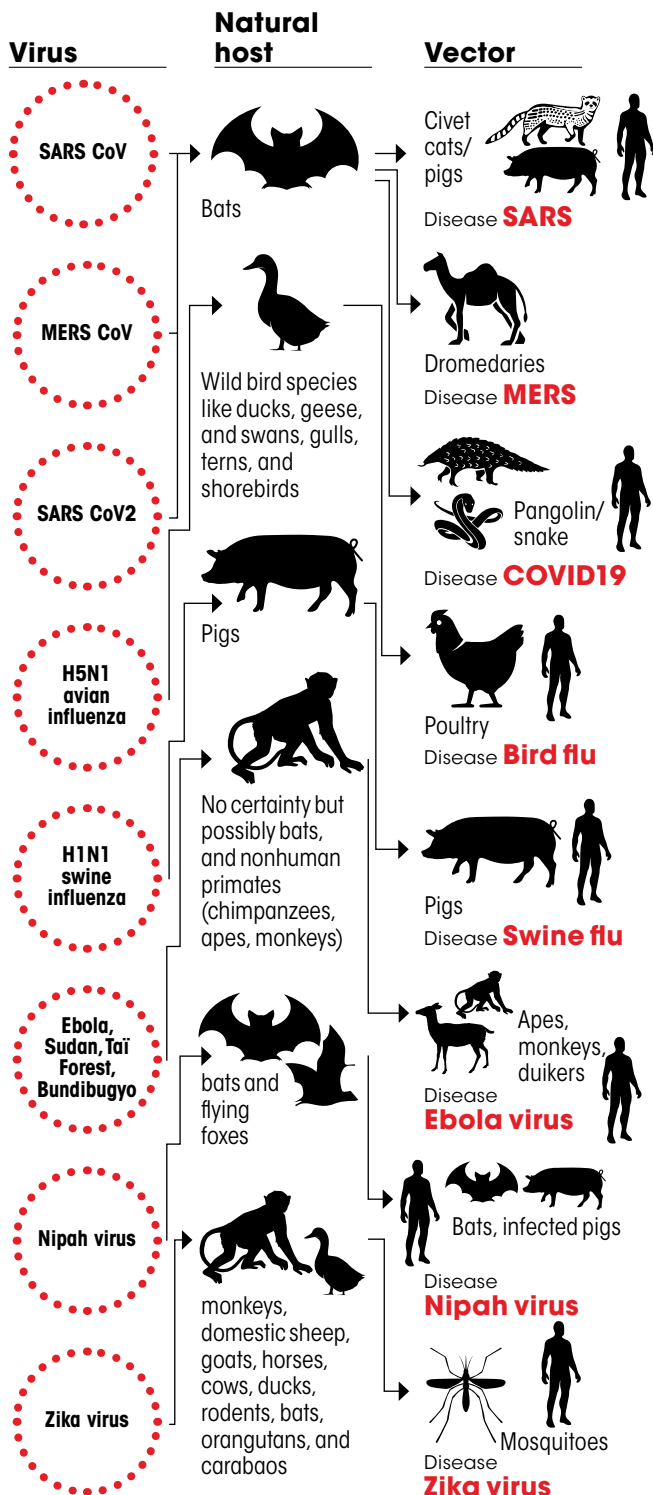 Virus
Natural
host
Vector
SARS CoV
MERS CoV
SARS CoV2
H5N1
avian
influenza
H1N1
swine
influenza
Ebola,
Sudan, Taï
Forest,
Bundibugyo
Nipah virus
Zika virus
Bats
Wild bird species
like ducks, geese,
and swans, gulls,
terns, and
shorebirds
Pigs
No certainty but
possibly bats,
and nonhuman
primates
(chimpanzees,
apes, monkeys)
bats and
flying
foxes
monkeys,
domestic sheep,
goats, horses,
cows, ducks,
rodents, bats,
orangutans, and
carabaos
Civet
cats/
pigs
Disease SARS
Dromedaries
Disease MERS
Pangolin/
snake
Disease COVID19
Poultry
Disease Bird flu
Pigs
Disease Swine flu
Apes,
monkeys,
duikers
Disease
Ebola virus
Bats, infected pigs
Disease
Nipah virus
Mosquitoes
Disease
Zika virus